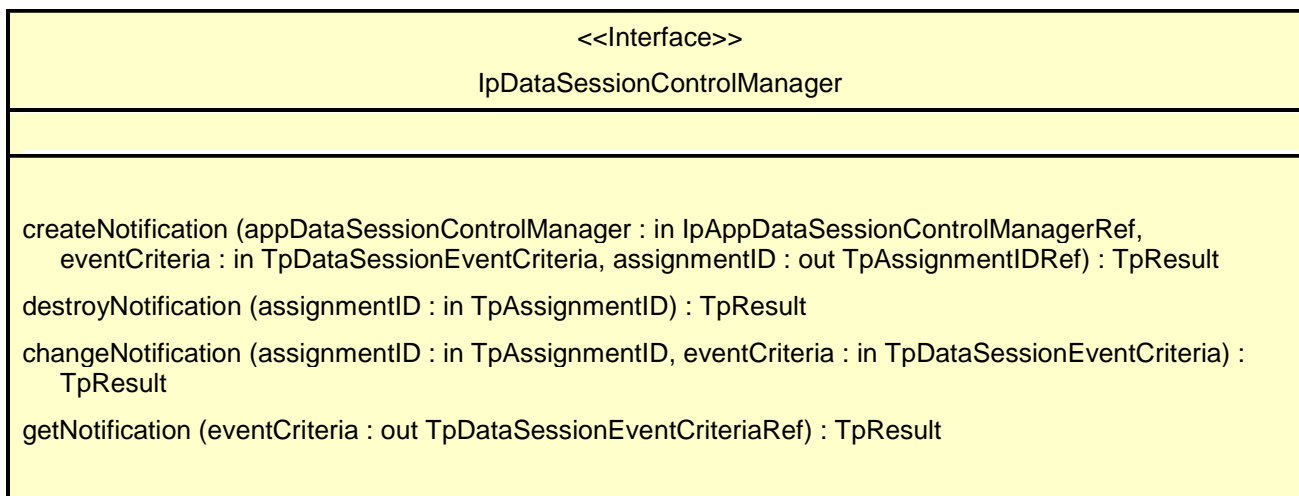 <<Interface>>
IpDataSessionControlManager
createNotification (appDataSessionControlManager : in IpAppDataSessionControlManagerRef,
eventCriteria : in TpDataSessionEventCriteria, assignmentID : out TpAssignmentIDRef) : TpResult
destroyNotification (assignmentID : in TpAssignmentID) : TpResult
changeNotification (assignmentID : in TpAssignmentID, eventCriteria : in TpDataSessionEventCriteria) :
TpResult
getNotification (eventCriteria : out TpDataSessionEventCriteriaRef) : TpResult